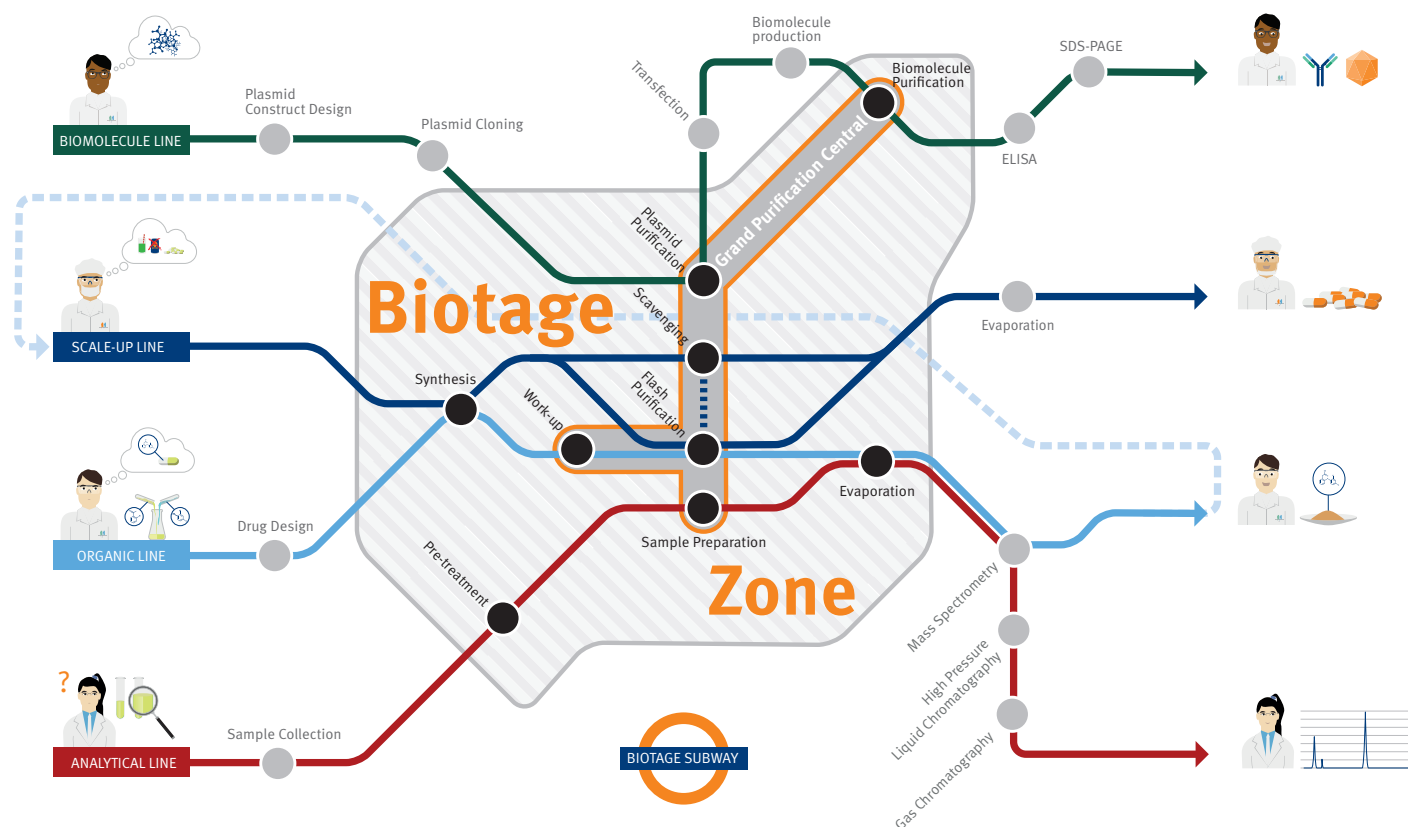 Biomolecule
production
SDS-PAGE
Transfection
Biomolecule
Purification
Plasmid
Construct Design
Plasmid Cloning
BIOMOLECULE LINE
ELISA
Grand Purification Central
Plasmid
Purification
Biotage
Scavenging
Evaporation
SCALE-UP LINE
Synthesis
Work-up
Flash
Purification
Evaporation
Drug Design
ORGANIC LINE
Sample Preparation
Pre-treatment
Zone
Mass Spectrometry
High Pressure
Liquid Chromatography
?
Sample Collection
ANALYTICAL LINE
BIOTAGE SUBWAY
Gas Chromatography